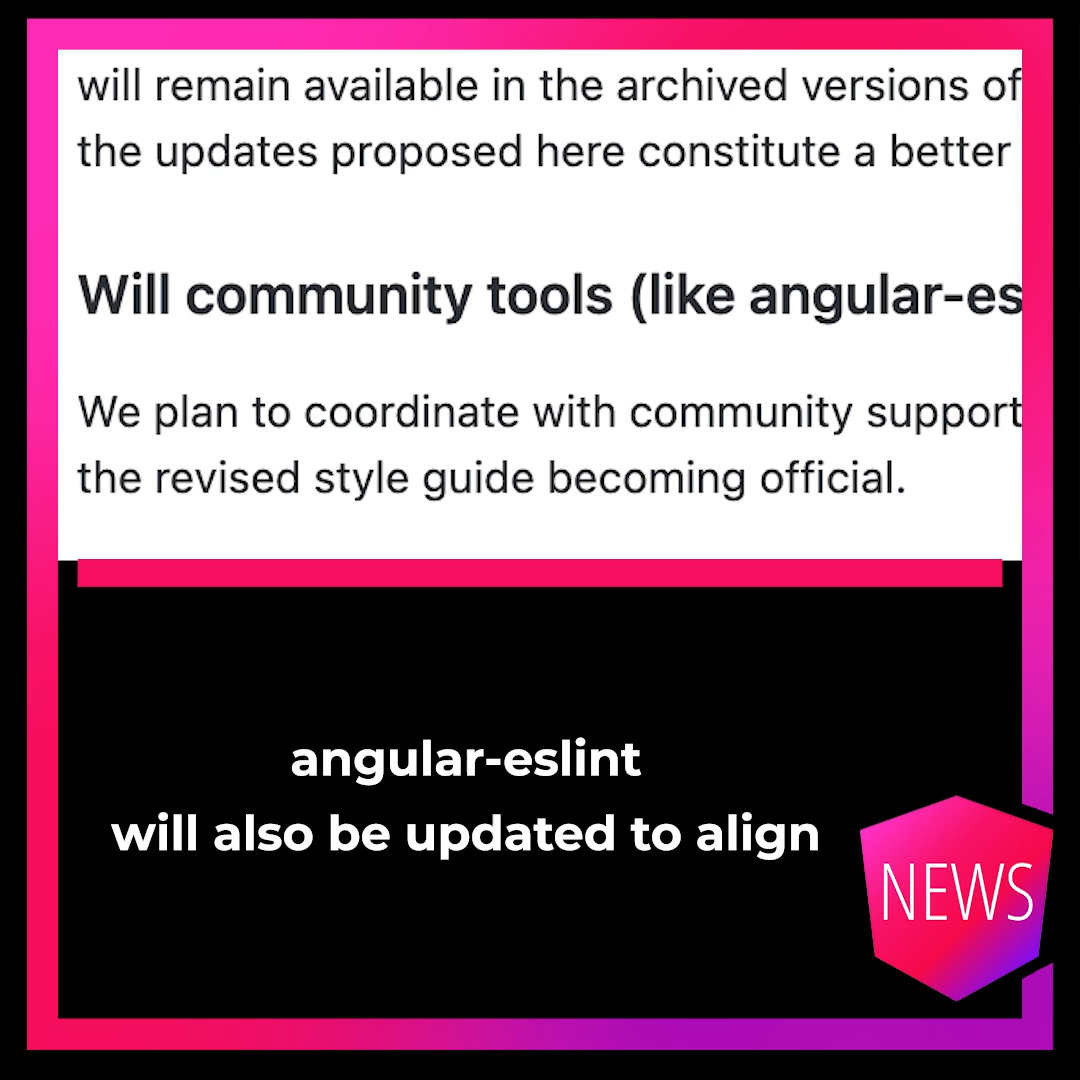 will remain available in the archived versions of
the updates proposed here constitute a better
Will community tools (like angular-es
We plan to coordinate with community support
the revised style guide becoming official.
angular-eslint
will also be updated to align
NEWS